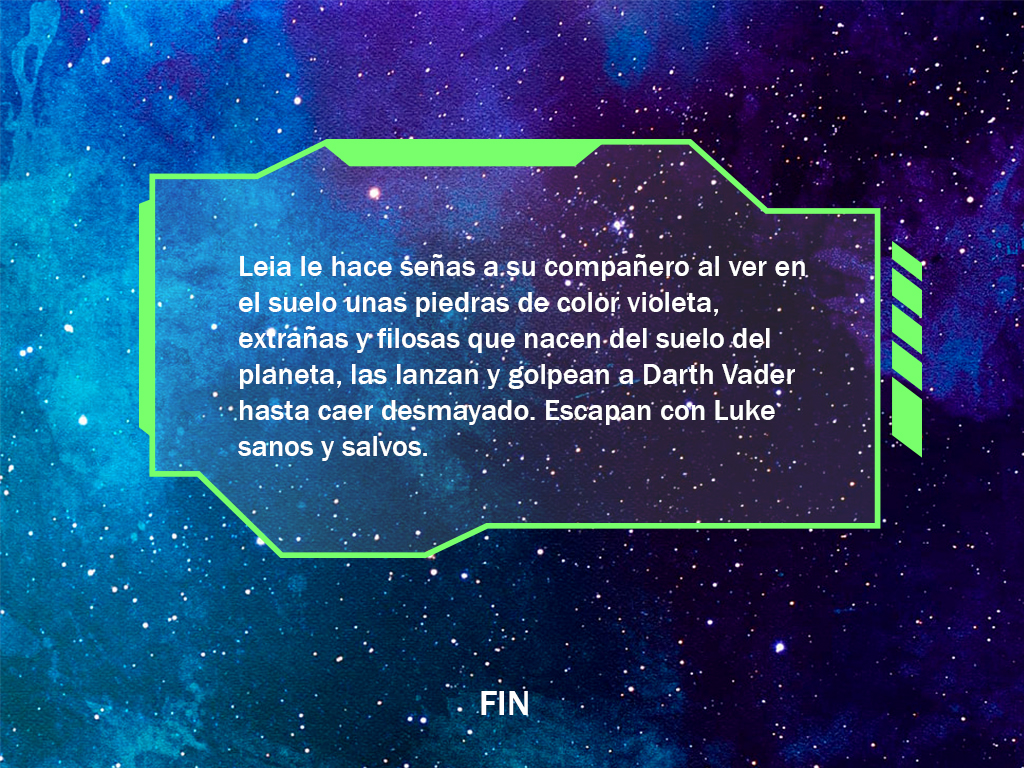 Leia le hace señas a su compañero al ver en
el suelo unas piedras de color violeta,
extrañas y filosas que nacen del suelo del
planeta, las lanzan y golpean a Darth Vader
hasta caer desmayado. Escapan con Luke
sanos y salvos.
FIN